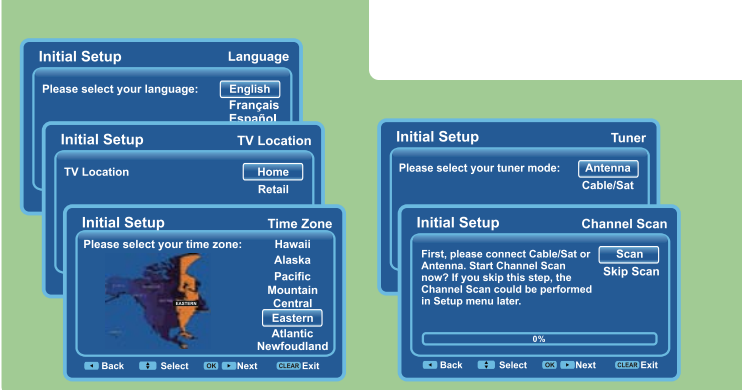 Initial Setup Language
Please select your language: English
Français
Español
Initial Setup TV Location
TV Location Home
Retail
Initial Setup Time Zone
Please select your time zone: Hawaii
Alaska
Pacific
Mountain
Central
EASTERN
Eastern
Atlantic
Newfoudland
Back Select OK Next CLEAR Exit
Initial Setup Tuner
Please select your tuner mode: Antenna
Cable/Sat
Initial Setup Channel Scan
First, please connect Cable/Sat or Scan
Antenna. Start Channel Scan
now? If you skip this step, the Skip Scan
Channel Scan could be performed
in Setup menu later.
0%
Back Select OK Next CLEAR Exit